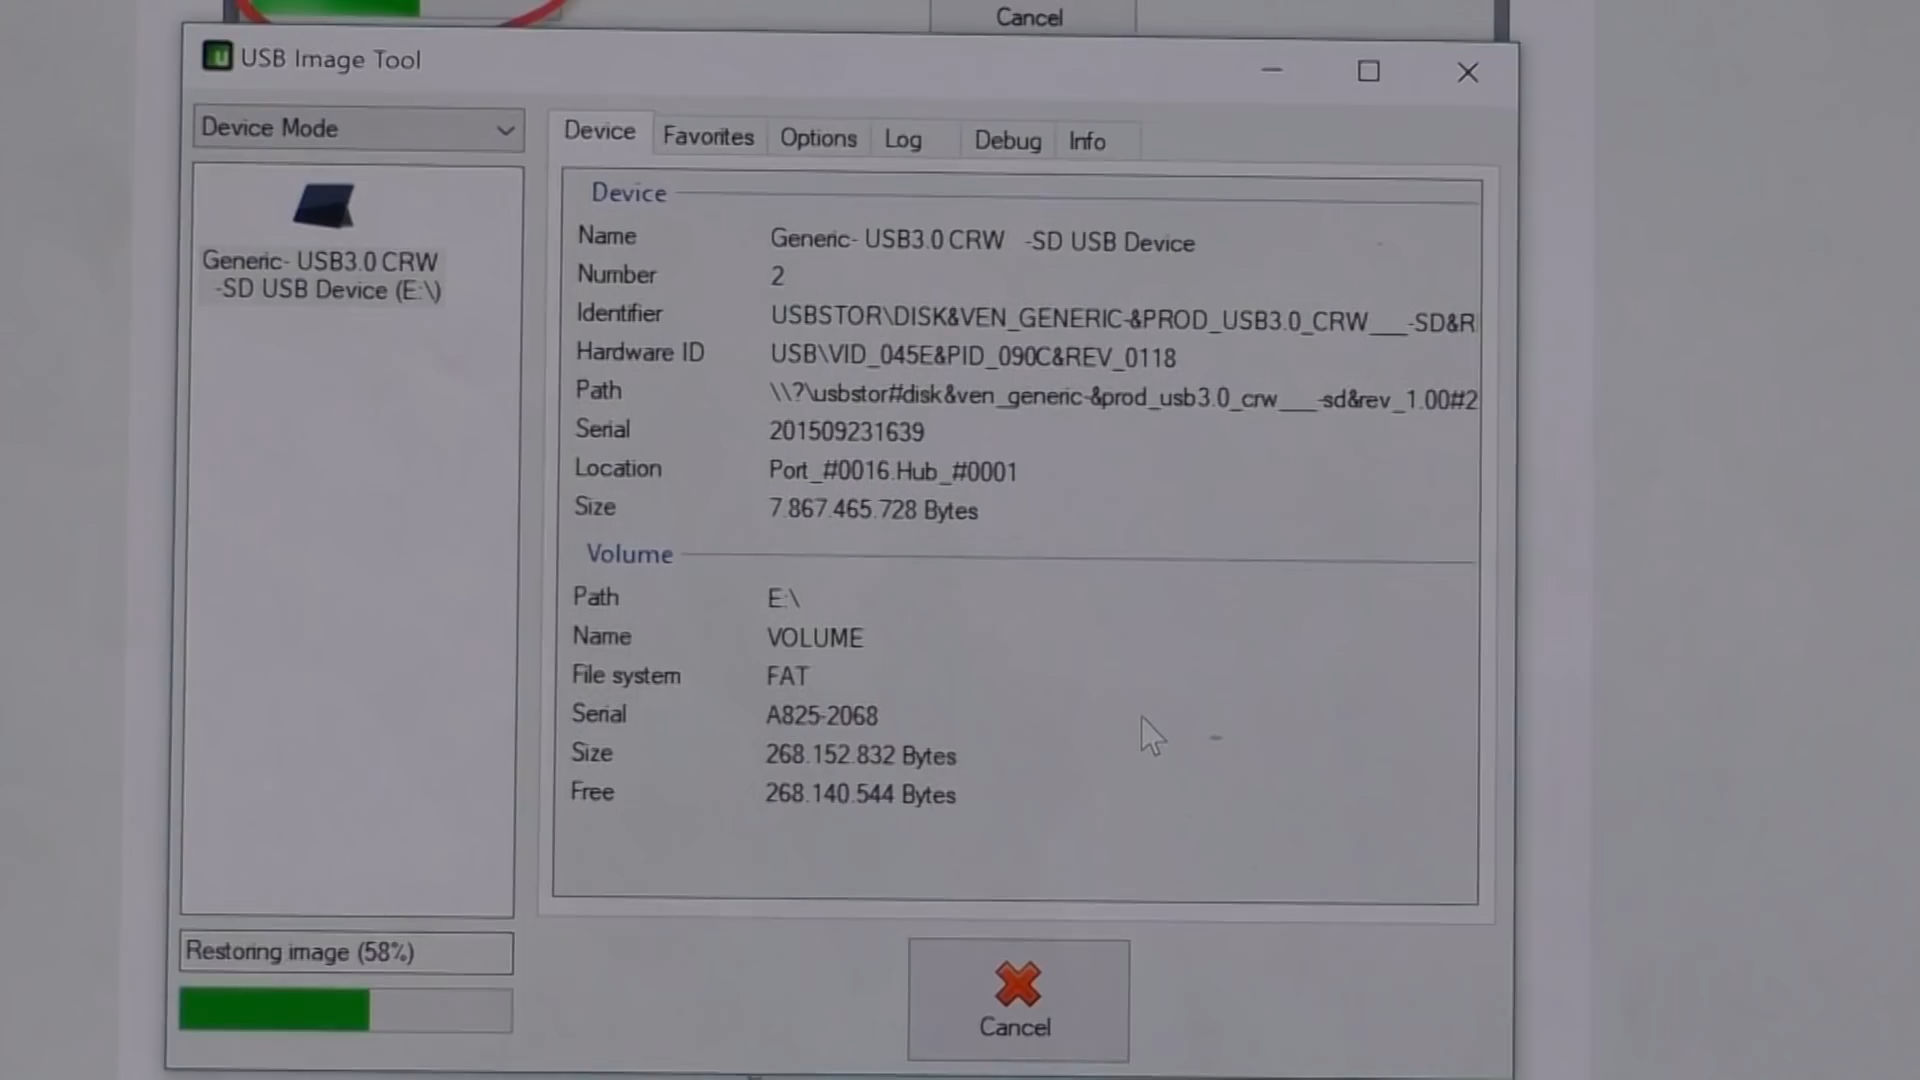 Cancel
USB Image Tool
Device Mode
Device Favorites Options Log Debug Info
Generic- USB3.0 CRW
-SD USB Device (E:\)
Device
Name Generic- USB3.0 CRW -SD USB Device
Number 2
Identifier USBSTOR\DISK&VEN_GENERIC-&PROD_USB3.0_CRW___-SD&R
Hardware ID USB\VID_045E&PID_090C&REV_0118
Path \\?\usbstor#disk&ven_generic-&prod_usb3.0_crw___-sd&rev_1.00#2
Serial 201509231639
Location Port_#0016.Hub_#0001
Size 7.867.465.728 Bytes
Volume
Path E:\
Name VOLUME
File system FAT
Serial A825-2068
Size 268.152.832 Bytes
Free 268.140.544 Bytes
Restoring image (58%)
Cancel